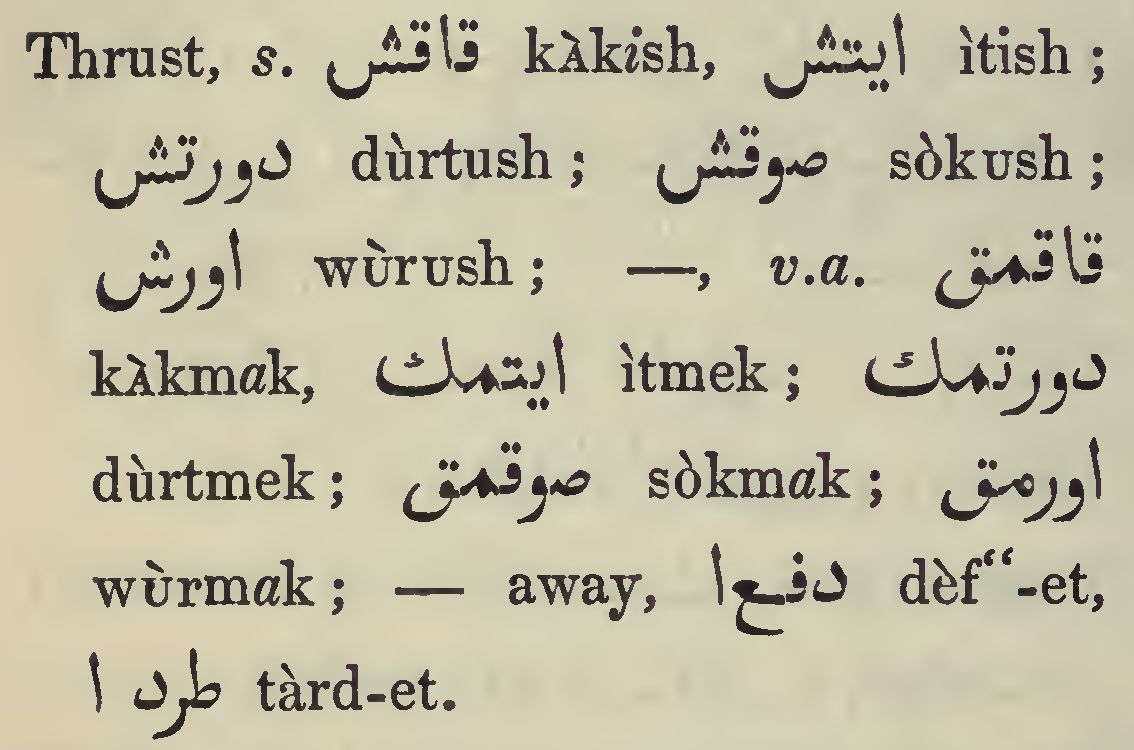 Thrust, s. قاقش kàkish, ايتش ìtish ;
دورتش dùrtush ; صوقش sòkush ;
اورش wùrush ; —, v.a. قاقمق
kàkmak, ايتمك ìtmek ; دورتمك
dùrtmek ; صوقمق sòkmak ; اورمق
wùrmak ; — away, دفع ا dèf‘‘-et,
طرد ا tàrd-et.